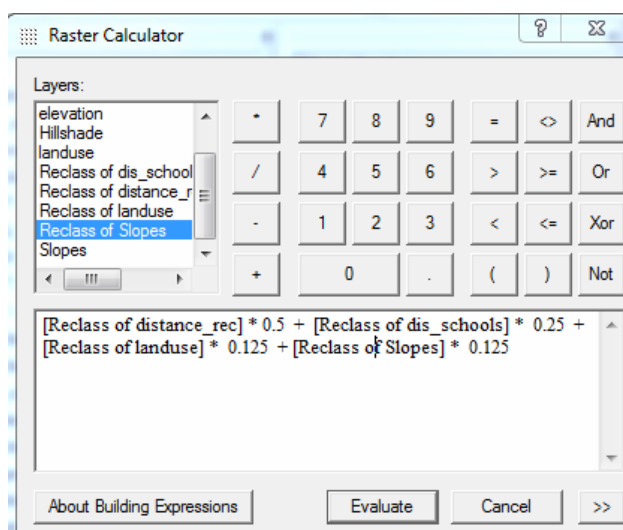 Raster Calculator
?
Layers:
elevation
Hillshade
landuse
Reclass of dis_school
Reclass of distance_r
Reclass of landuse
Reclass of Slopes
Slopes
* 7 8 9 = <> And
/ 4 5 6 > >= Or
- 1 2 3 < <= Xor
+ 0 . ( ) Not
[Reclass of distance_rec] * 0.5 + [Reclass of dis_schools] * 0.25 +
[Reclass of landuse] * 0.125 + [Reclass of Slopes] * 0.125
About Building Expressions
Evaluate
Cancel
>>